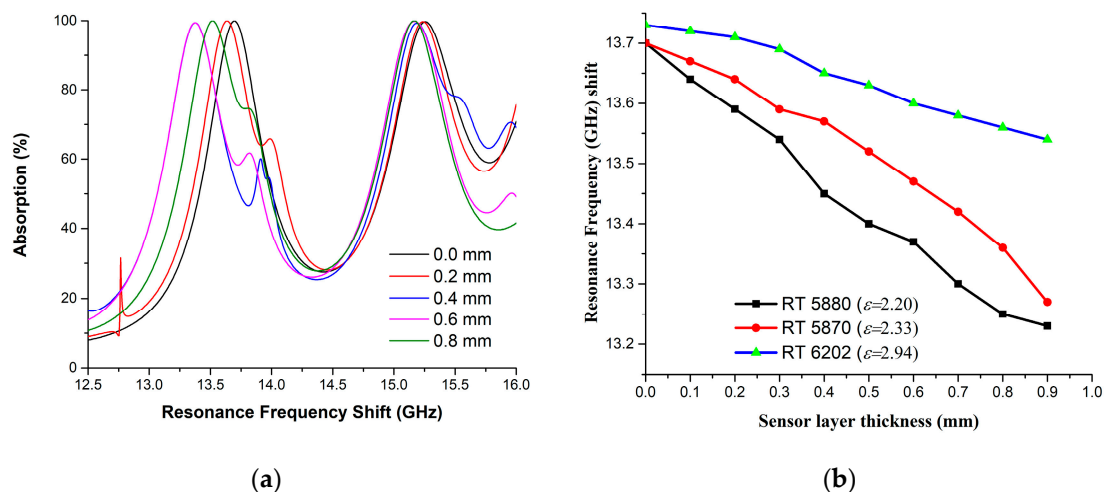 100
80
60
40
20
0
Absorption (%)
0.0 mm
0.2 mm
0.4 mm
0.6 mm
0.8 mm
12.5 13.0 13.5 14.0 14.5 15.0 15.5 16.0
Resonance Frequency Shift (GHz)
(a)
13.7
13.6
13.5
13.4
13.3
13.2
Resonance Frequency (GHz) shift
RT 5880 (ε=2.20)
RT 5870 (ε=2.33)
RT 6202 (ε=2.94)
0.0 0.1 0.2 0.3 0.4 0.5 0.6 0.7 0.8 0.9 1.0
Sensor layer thickness (mm)
(b)